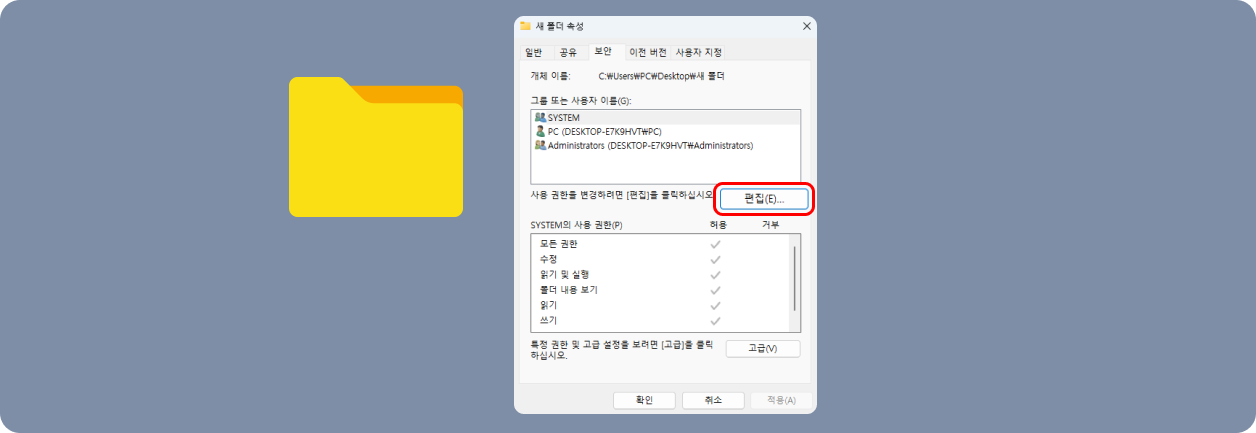 새 폴더 속성
일반 공유 보안 이전 버전 사용자 지정
개체 이름: C:₩Users₩PC₩Desktop₩새 폴더
그룹 또는 사용자 이름(G):
SYSTEM
PC (DESKTOP-E7K9HVT₩PC)
Administrators (DESKTOP-E7K9HVT₩Administrators)
사용 권한을 변경하려면 [편집]을 클릭하십시오 편집(E)...
SYSTEM의 사용 권한(P) 허용 거부
모든 권한
수정
읽기 및 실행
폴더 내용 보기
읽기
쓰기
특정 권한 및 고급 설정을 보려면 [고급]을 클릭
하십시오. 고급(V)
확인 취소 적용(A)